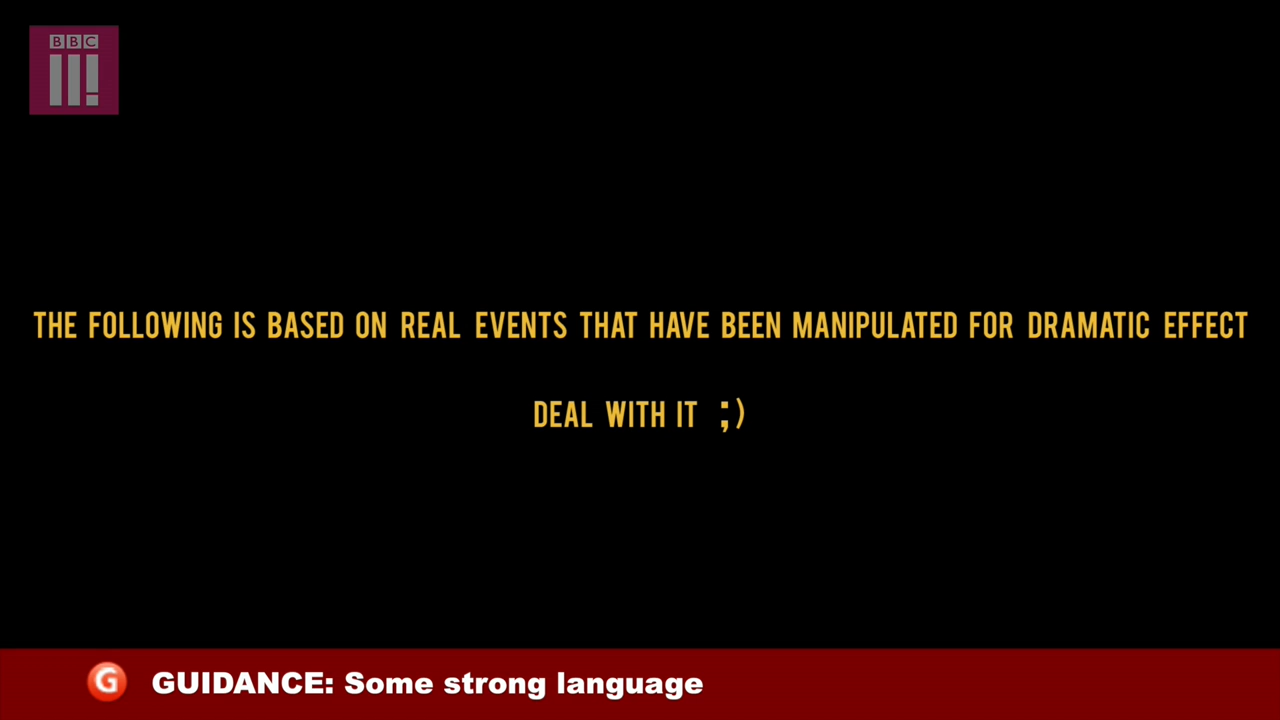 BBC
III!
THE FOLLOWING IS BASED ON REAL EVENTS THAT HAVE BEEN MANIPULATED FOR DRAMATIC EFFECT
DEAL WITH IT ;)
G GUIDANCE: Some strong language